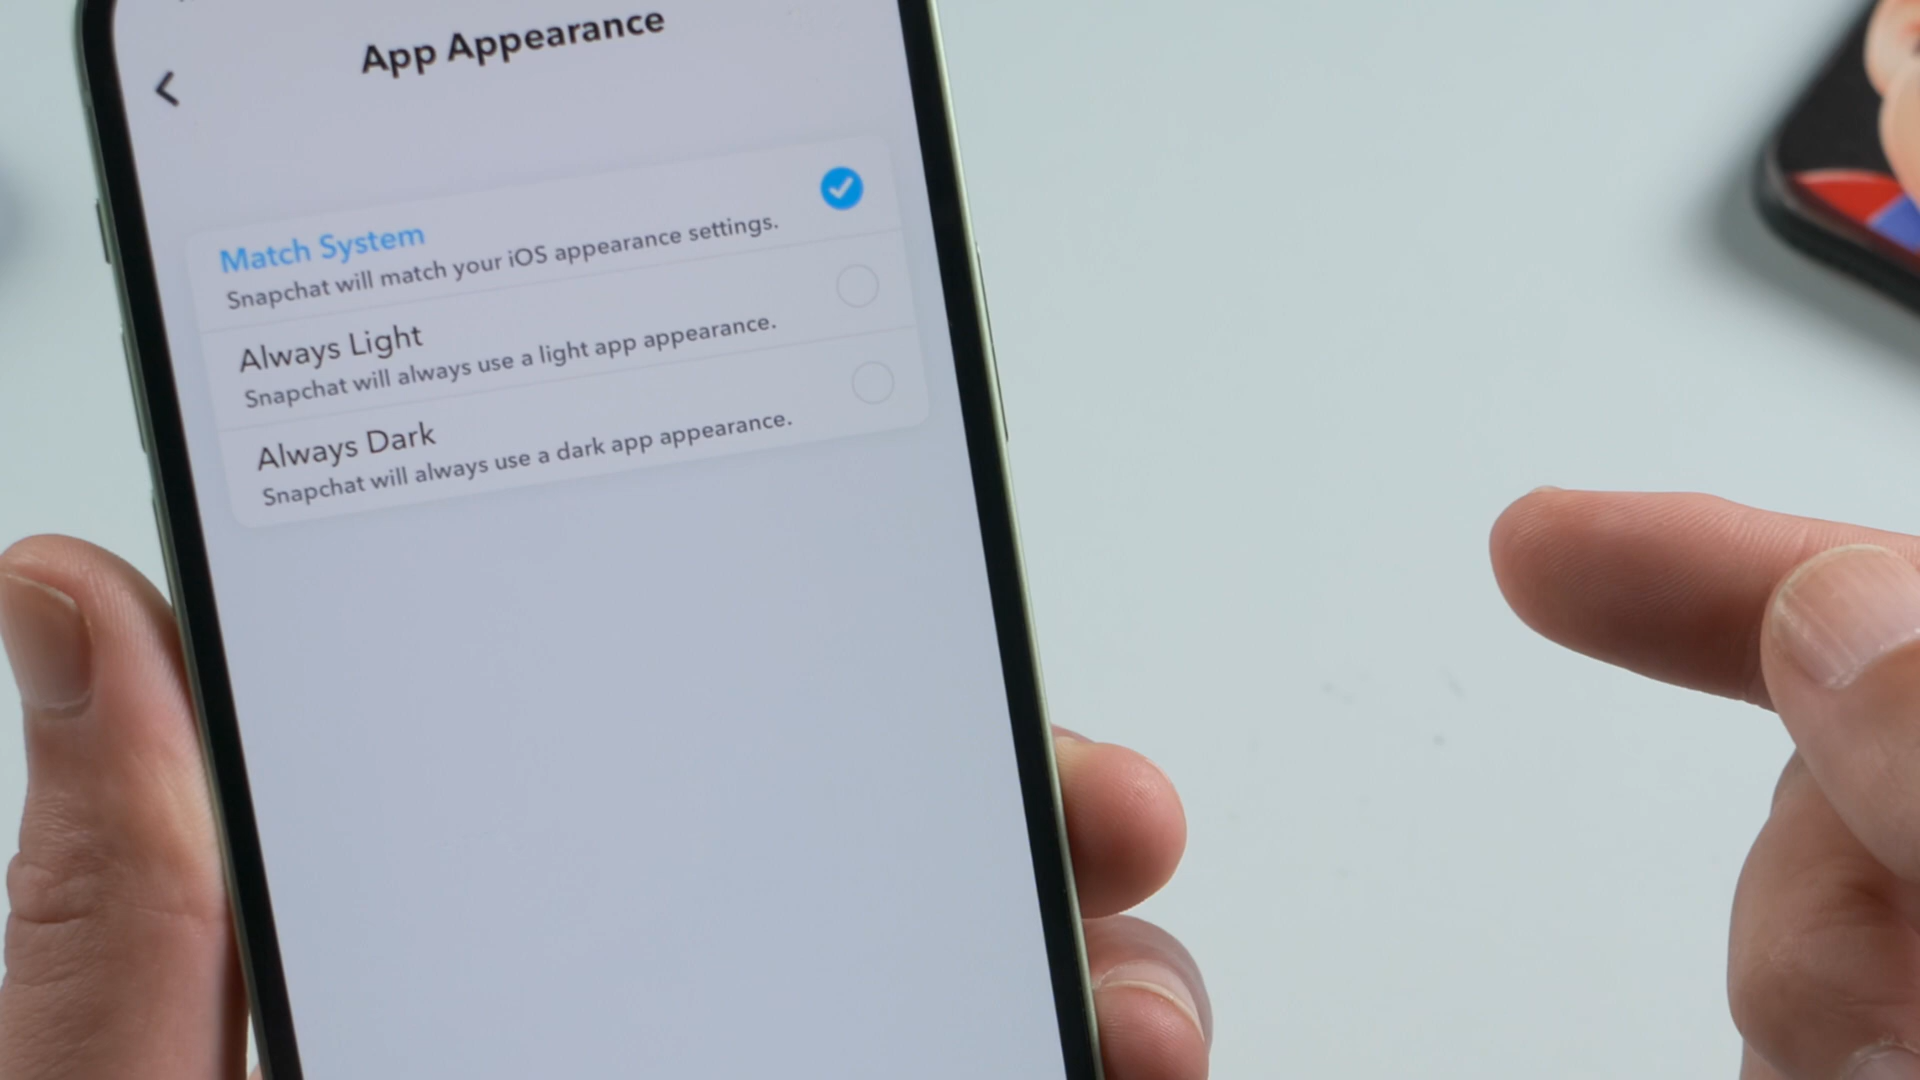 App Appearance
Match System
Snapchat will match your iOS appearance settings.
Always Light
Snapchat will always use a light app appearance.
Always Dark
Snapchat will always use a dark app appearance.